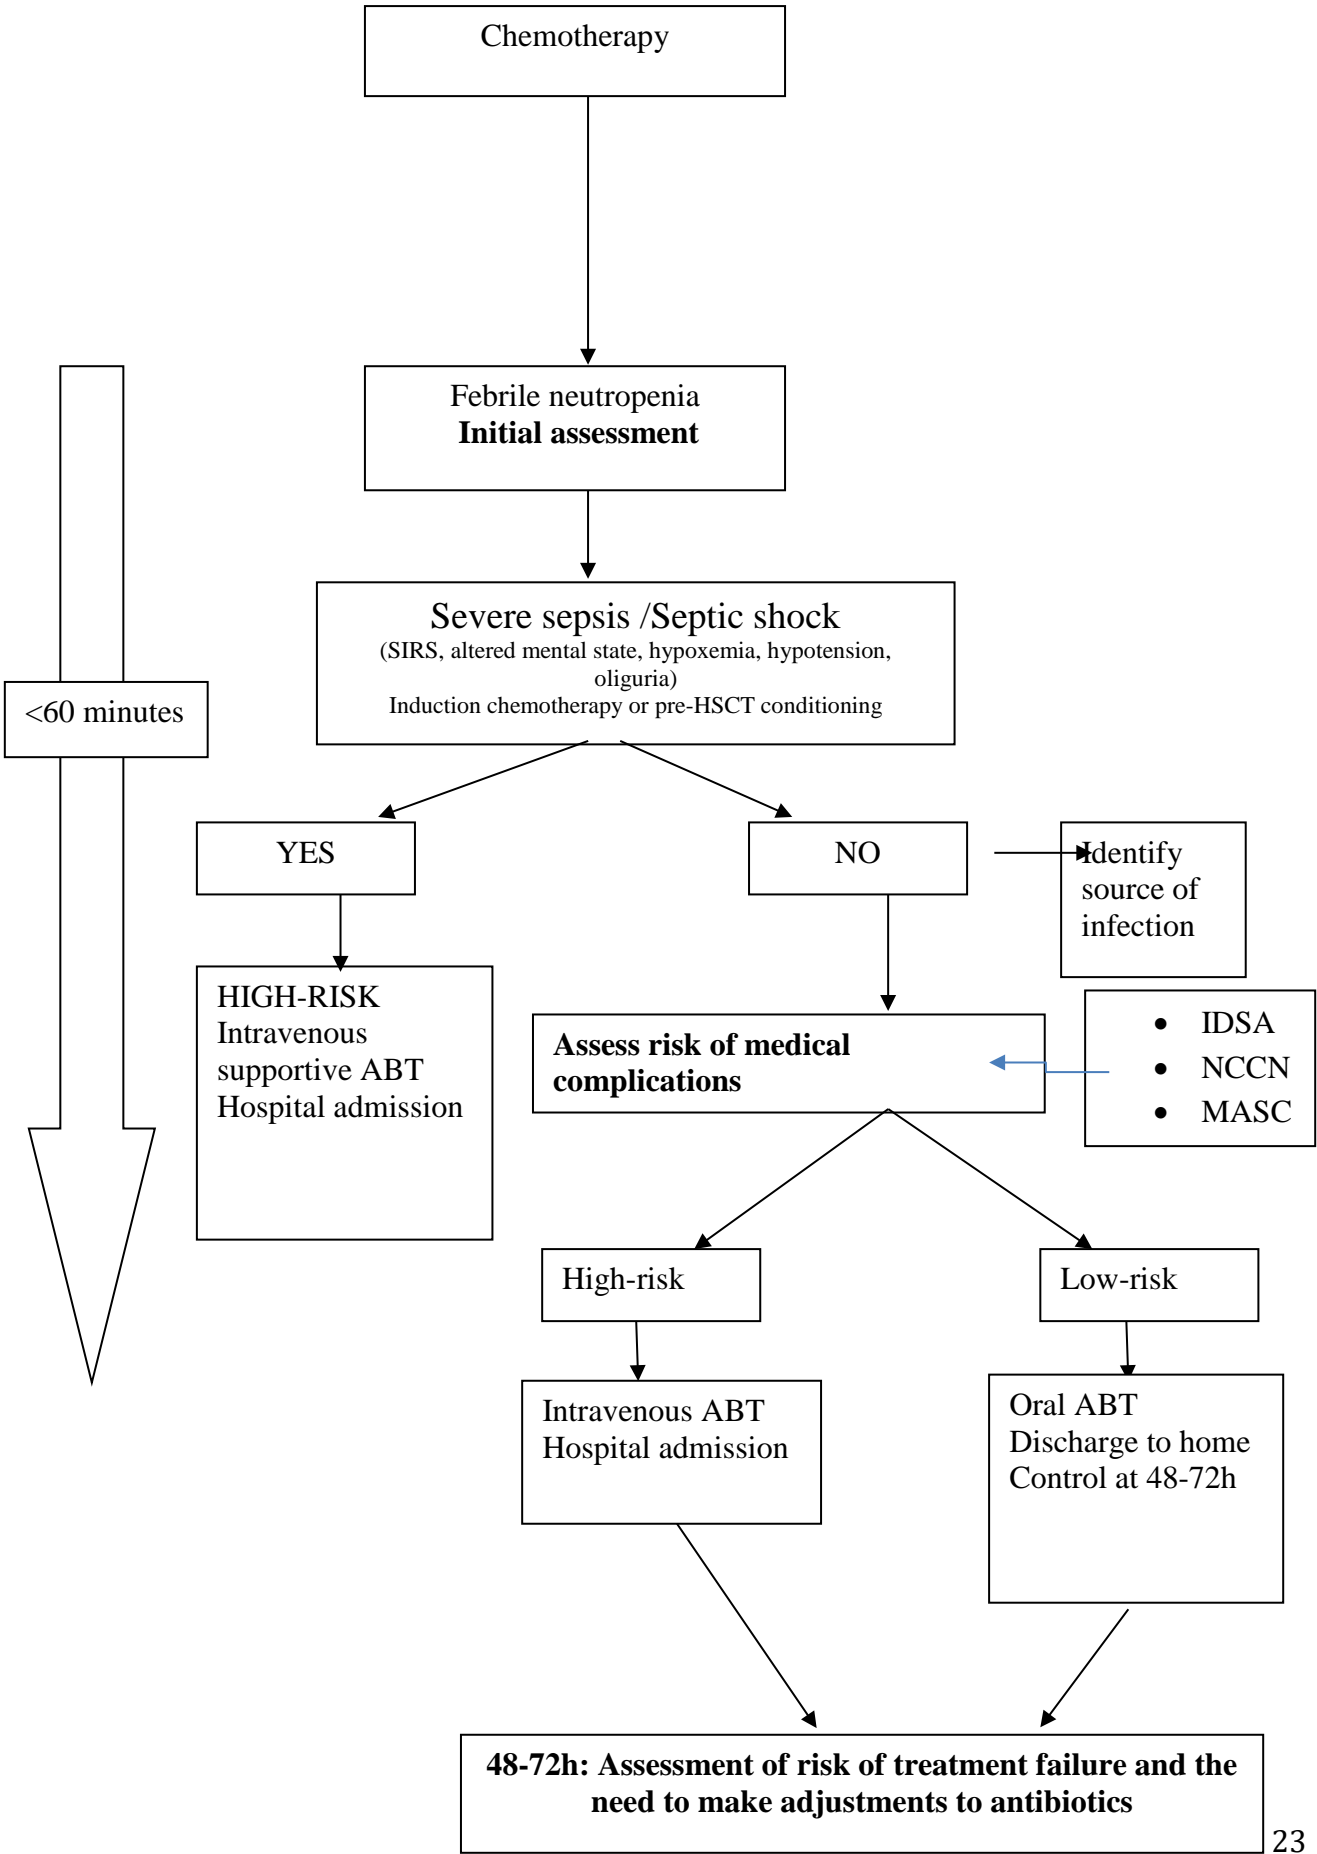 Chemotherapy
Febrile neutropenia
Initial assessment
Severe sepsis /Septic shock
(SIRS, altered mental state, hypoxemia, hypotension,
oliguria)
Induction chemotherapy or pre-HSCT conditioning
<60 minutes
YES
NO
Identify
source of
infection
HIGH-RISK
Intravenous
supportive ABT
Hospital admission
Assess risk of medical
complications
• IDSA
• NCCN
• MASC
High-risk
Low-risk
Intravenous ABT
Hospital admission
Oral ABT
Discharge to home
Control at 48-72h
48-72h: Assessment of risk of treatment failure and the
need to make adjustments to antibiotics
23